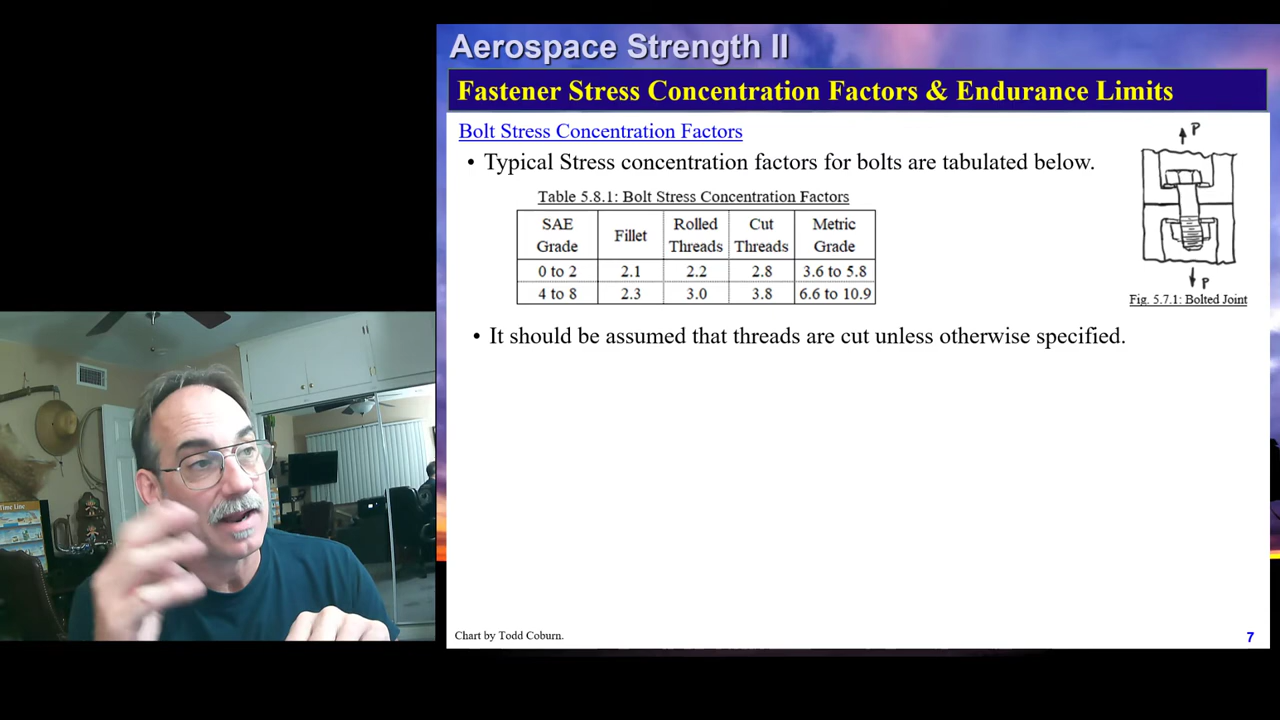 Aerospace Strength II
Fastener Stress Concentration Factors & Endurance Limits
Bolt Stress Concentration Factors
• Typical Stress concentration factors for bolts are tabulated below.
Table 5.8.1: Bolt Stress Concentration Factors
SAE Grade Fillet Rolled Threads Cut Threads Metric Grade
0 to 2 2.1 2.2 2.8 3.6 to 5.8
4 to 8 2.3 3.0 3.8 6.6 to 10.9
P
P
Fig. 5.7.1: Bolted Joint
• It should be assumed that threads are cut unless otherwise specified.
Time Line
Chart by Todd Coburn.
7